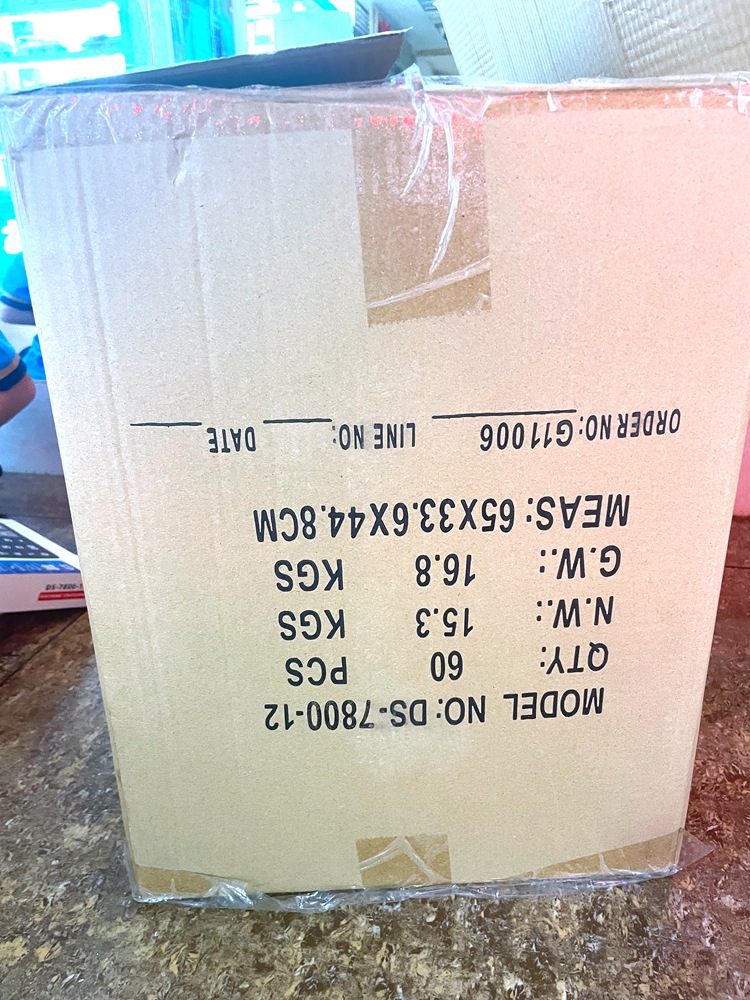 MODEL NO: DS-7800-12
QTY: 60 PCS
N.W.: 15.3 KGS
G.W.: 16.8 KGS
MEAS: 65X33.6X44.8CM
ORDER NO: G11006 LINE NO: DATE